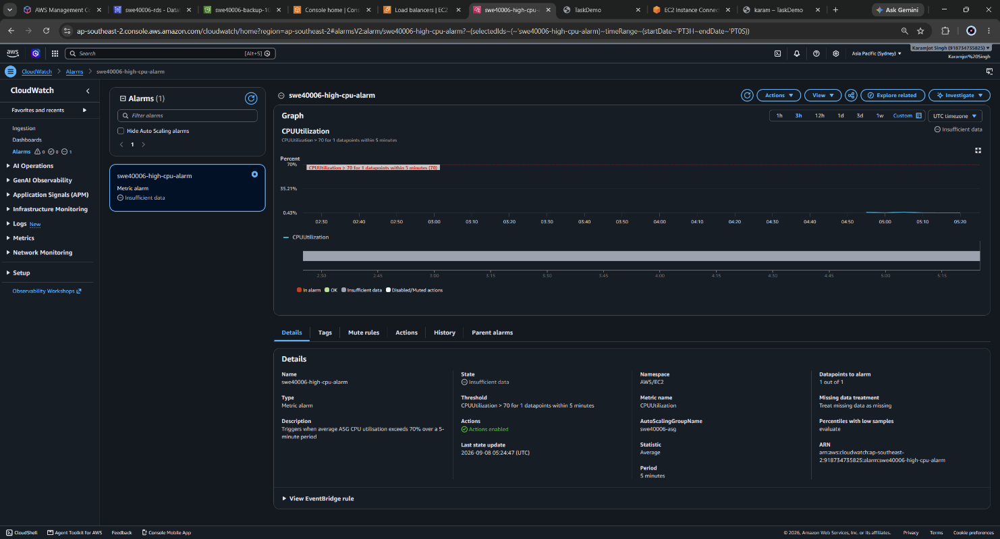 AWS Management Co
swe40006-rds - Data
swe40006-backup-10
Console home | Cons
Load balancers | EC2
swe40006-high-cpu-
TaskDemo
EC2 Instance Connect
karam – TaskDemo
Ask Gemini
ap-southeast-2.console.aws.amazon.com/cloudwatch/home?region=ap-southeast-2#alarmsV2:alarm/swe40006-high-cpu-alarm?~(selectedIds~(~'swe40006-high-cpu-alarm)~timeRange~(startDate~'PT3H~endDate~'PT0S))
aws
Search
[Alt+S]
Asia Pacific (Sydney)
Karamjot Singh (918734735825)
Karamjot%20Singh
CloudWatch
Alarms
swe40006-high-cpu-alarm
CloudWatch
Favorites and recents
Ingestion
Dashboards
Alarms 0 0 1
AI Operations
GenAI Observability
Application Signals (APM)
Infrastructure Monitoring
Logs New
Metrics
Network Monitoring
Setup
Observability Workshops
Alarms (1)
Filter alarms
Hide Auto Scaling alarms
1
swe40006-high-cpu-alarm
Metric alarm
Insufficient data
swe40006-high-cpu-alarm
Actions
View
Explore related
Investigate
Graph
1h 3h 12h 1d 3d 1w Custom
UTC timezone
CPUUtilization
Insufficient data
CPUUtilization > 70 for 1 datapoints within 5 minutes
Percent
70%
CPUUtilization > 70 for 1 datapoints within 5 minutes (70)
35.21%
0.43%
02:30 02:40 02:50 03:00 03:10 03:20 03:30 03:40 03:50 04:00 04:10 04:20 04:30 04:40 04:50 05:00 05:10 05:20
CPUUtilization
2:30 2:45 3:00 3:15 3:30 3:45 4:00 4:15 4:30 4:45 5:00 5:15
In alarm OK Insufficient data Disabled/Muted actions
Details
Tags
Mute rules
Actions
History
Parent alarms
Details
Name
swe40006-high-cpu-alarm
Type
Metric alarm
Description
Triggers when average ASG CPU utilisation exceeds 70% over a 5-
minute period
State
Insufficient data
Threshold
CPUUtilization > 70 for 1 datapoints within 5 minutes
Actions
Actions enabled
Last state update
2026-09-08 05:24:47 (UTC)
Namespace
AWS/EC2
Metric name
CPUUtilization
AutoScalingGroupName
swe40006-asg
Statistic
Average
Period
5 minutes
Datapoints to alarm
1 out of 1
Missing data treatment
Treat missing data as missing
Percentiles with low samples
evaluate
ARN
arn:aws:cloudwatch:ap-southeast-
2:918734735825:alarm:swe40006-high-cpu-alarm
View EventBridge rule
CloudShell
Agent Toolkit for AWS
Feedback
Console Mobile App
© 2026, Amazon Web Services, Inc. or its affiliates.
Privacy
Terms
Cookie preferences